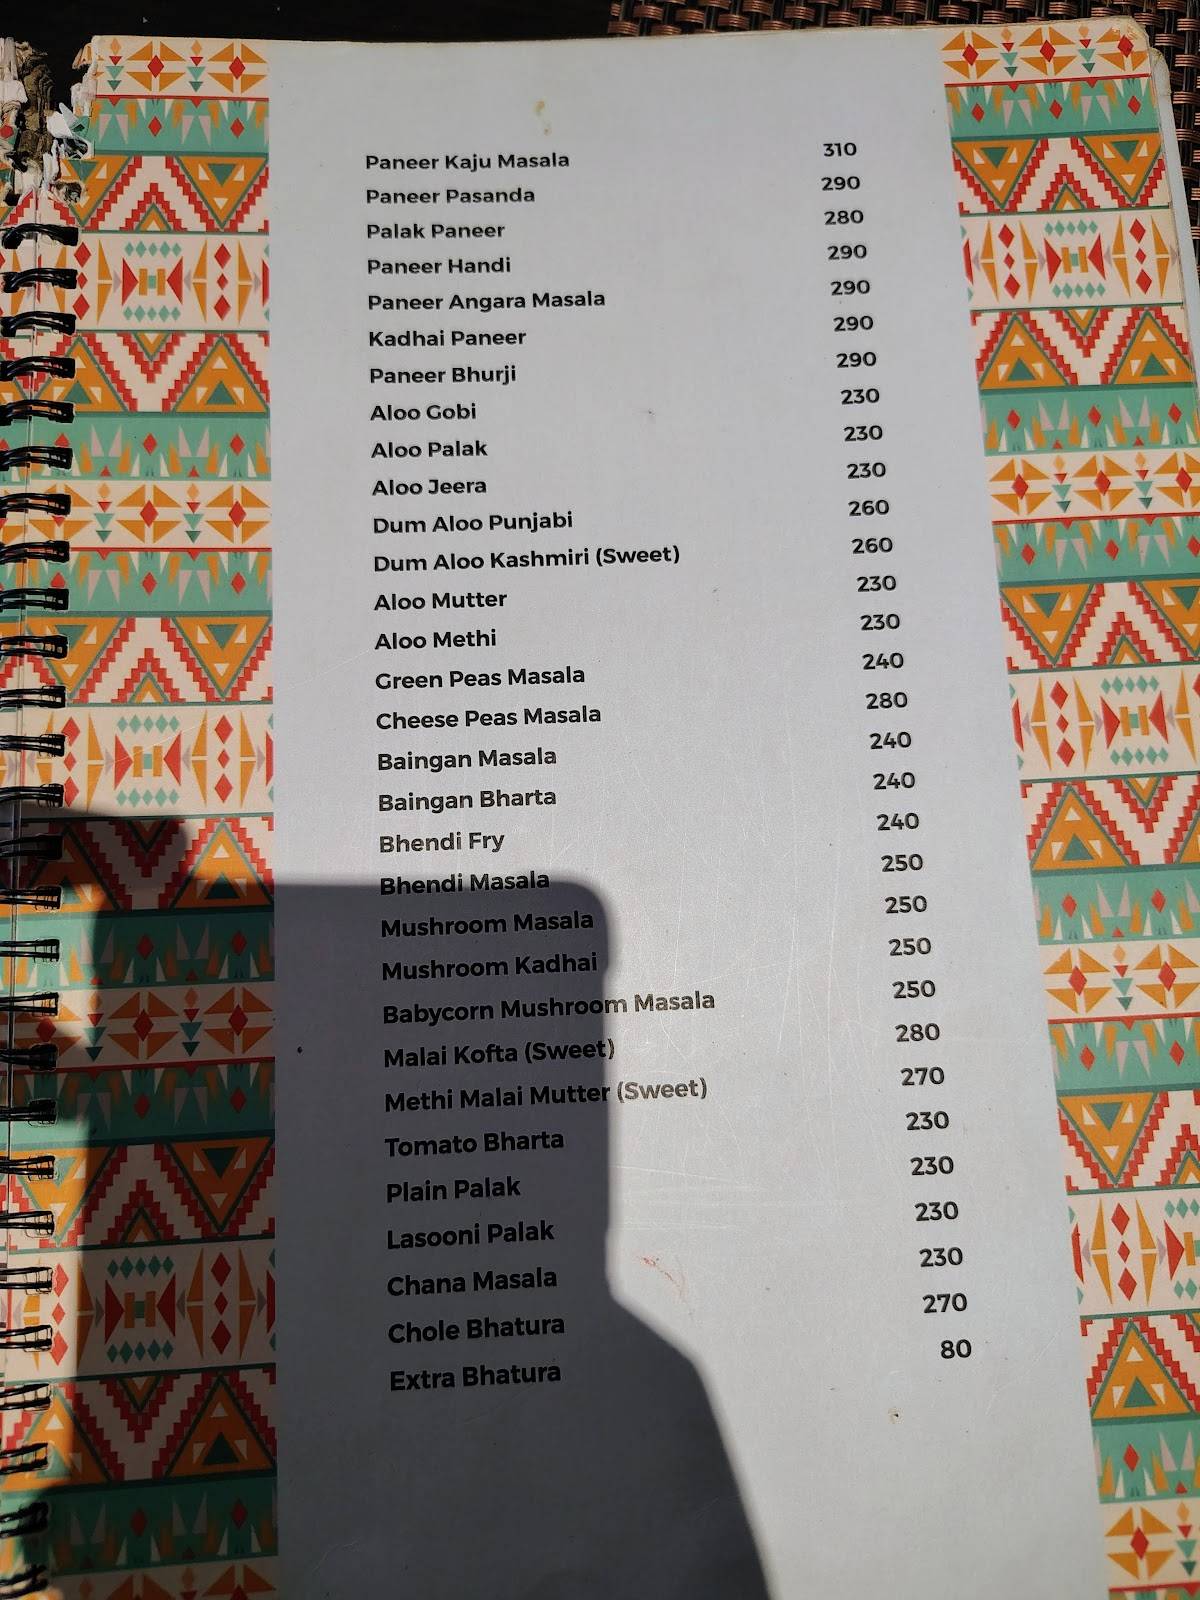 Paneer Kaju Masala 310
Paneer Pasanda 290
Palak Paneer 280
Paneer Handi 290
Paneer Angara Masala 290
Kadhai Paneer 290
Paneer Bhurji 290
Aloo Gobi 230
Aloo Palak 230
Aloo Jeera 230
Dum Aloo Punjabi 260
Dum Aloo Kashmiri (Sweet) 260
Aloo Mutter 230
Aloo Methi 230
Green Peas Masala 240
Cheese Peas Masala 280
Baingan Masala 240
Baingan Bharta 240
Bhendi Fry 240
Bhendi Masala 250
Mushroom Masala 250
Mushroom Kadhai 250
Babycorn Mushroom Masala 250
Malai Kofta (Sweet) 280
Methi Malai Mutter (Sweet) 270
Tomato Bharta 230
Plain Palak 230
Lasooni Palak 230
Chana Masala 230
Chole Bhatura 270
Extra Bhatura 80